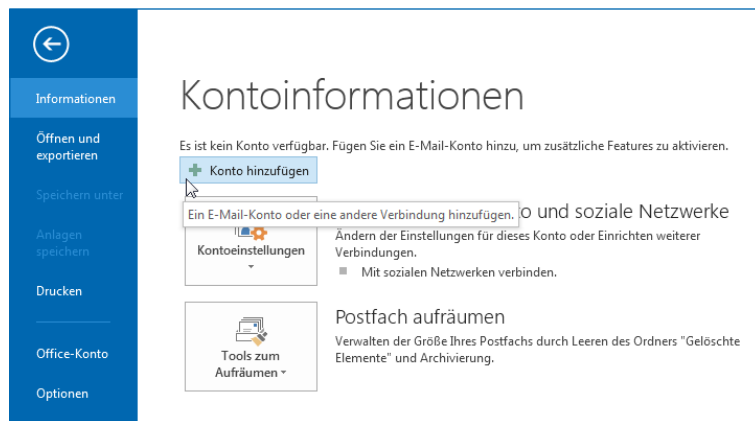 Informationen
Öffnen und
exportieren
Speichern unter
Anlagen
speichern
Drucken
Office-Konto
Optionen
Kontoinformationen
Es ist kein Konto verfügbar. Fügen Sie ein E-Mail-Konto hinzu, um zusätzliche Features zu aktivieren.
Konto hinzufügen
Ein E-Mail-Konto oder eine andere Verbindung hinzufügen.
o und soziale Netzwerke
Kontoeinstellungen
Ändern der Einstellungen für dieses Konto oder Einrichten weiterer
Verbindungen.
Mit sozialen Netzwerken verbinden.
Tools zum
Aufräumen
Postfach aufräumen
Verwalten der Größe Ihres Postfachs durch Leeren des Ordners "Gelöschte
Elemente" und Archivierung.